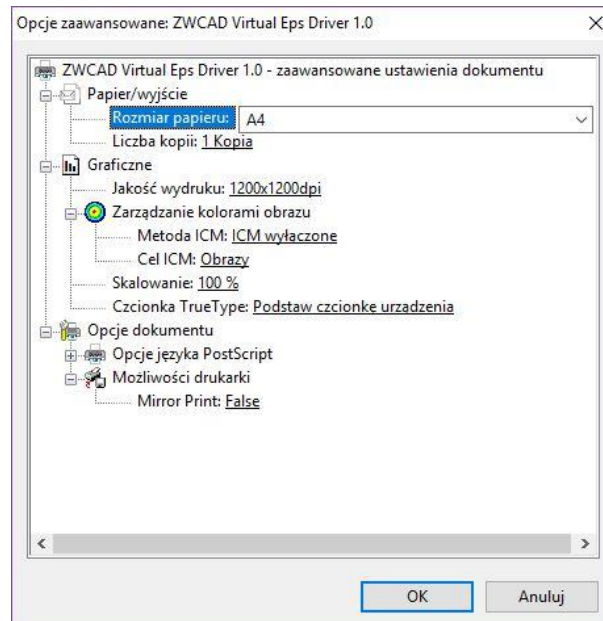 Opcje zaawansowane: ZWCAD Virtual Eps Driver 1.0
ZWCAD Virtual Eps Driver 1.0 - zaawansowane ustawienia dokumentu
Papier/wyjście
Rozmiar papieru: A4
Liczba kopii: 1 Kopia
Graficzne
Jakość wydruku: 1200x1200dpi
Zarządzanie kolorami obrazu
Metoda ICM: ICM wyłączone
Cel ICM: Obrazy
Skalowanie: 100 %
Czcionka TrueType: Podstaw czcionke urzadzenia
Opcje dokumentu
Opcje języka PostScript
Możliwości drukarki
Mirror Print: False
OK Anuluj